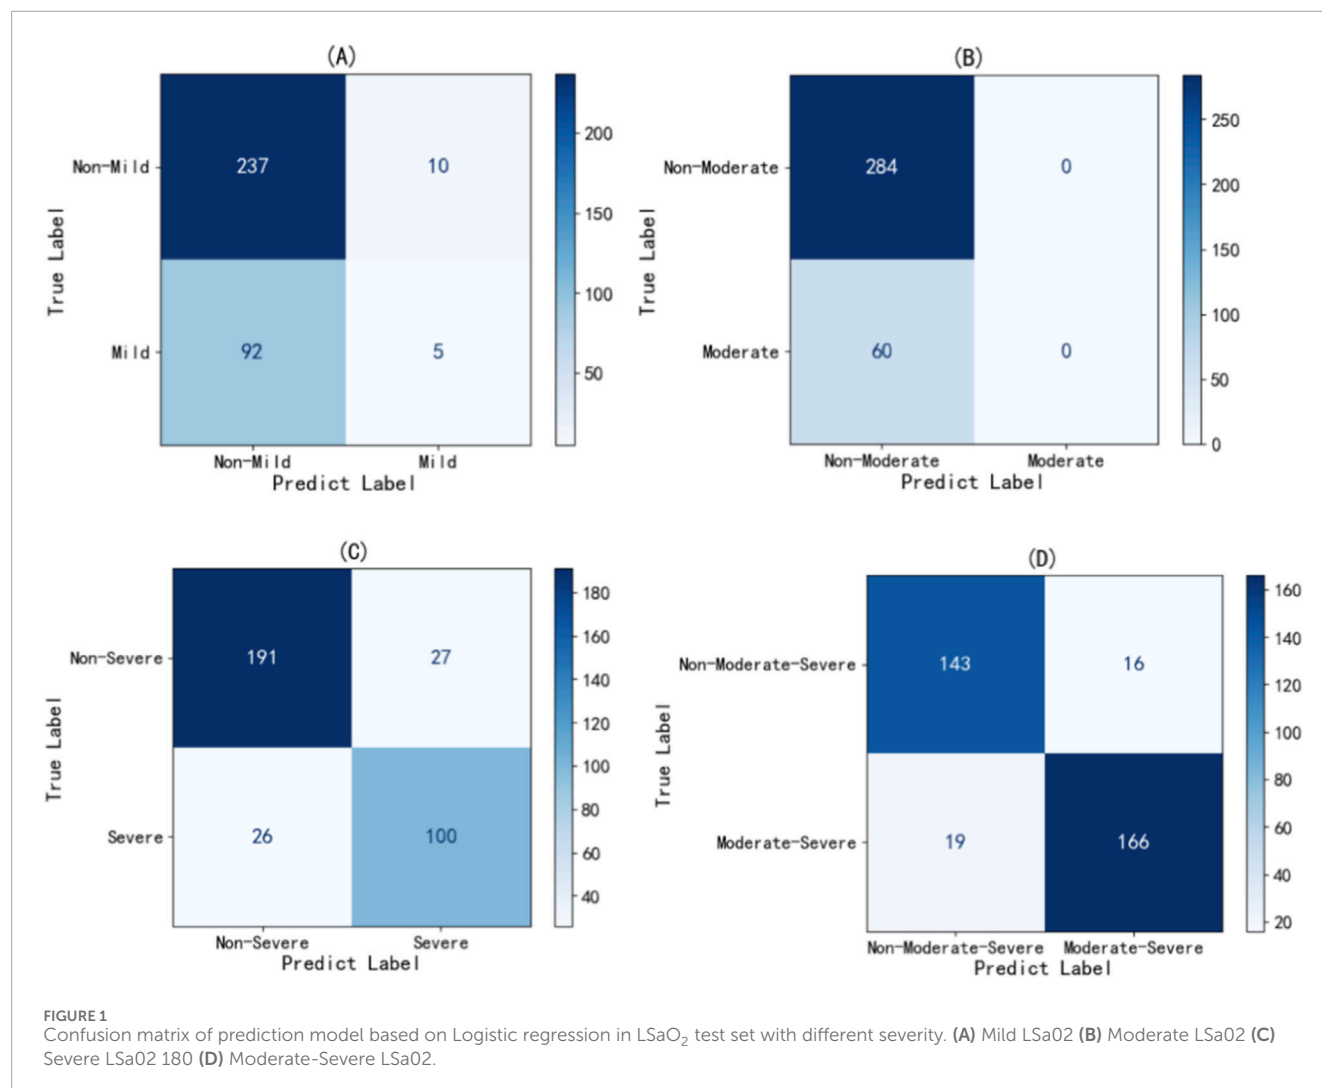 (A)
Non-Mild
237
10
Mild
92
5
True Label
Non-Mild
Mild
Predict Label
200
150
100
50
(B)
Non-Moderate
284
0
Moderate
60
0
True Label
Non-Moderate
Moderate
Predict Label
250
200
150
100
50
0
(C)
Non-Severe
191
27
Severe
26
100
True Label
Non-Severe
Severe
Predict Label
180
160
140
120
100
80
60
40
(D)
Non-Moderate-Severe
143
16
Moderate-Severe
19
166
True Label
Non-Moderate-Severe
Moderate-Severe
Predict Label
160
140
120
100
80
60
40
20
FIGURE 1
Confusion matrix of prediction model based on Logistic regression in LSaO₂ test set with different severity. (A) Mild LSa02 (B) Moderate LSa02 (C)
Severe LSa02 180 (D) Moderate-Severe LSa02.